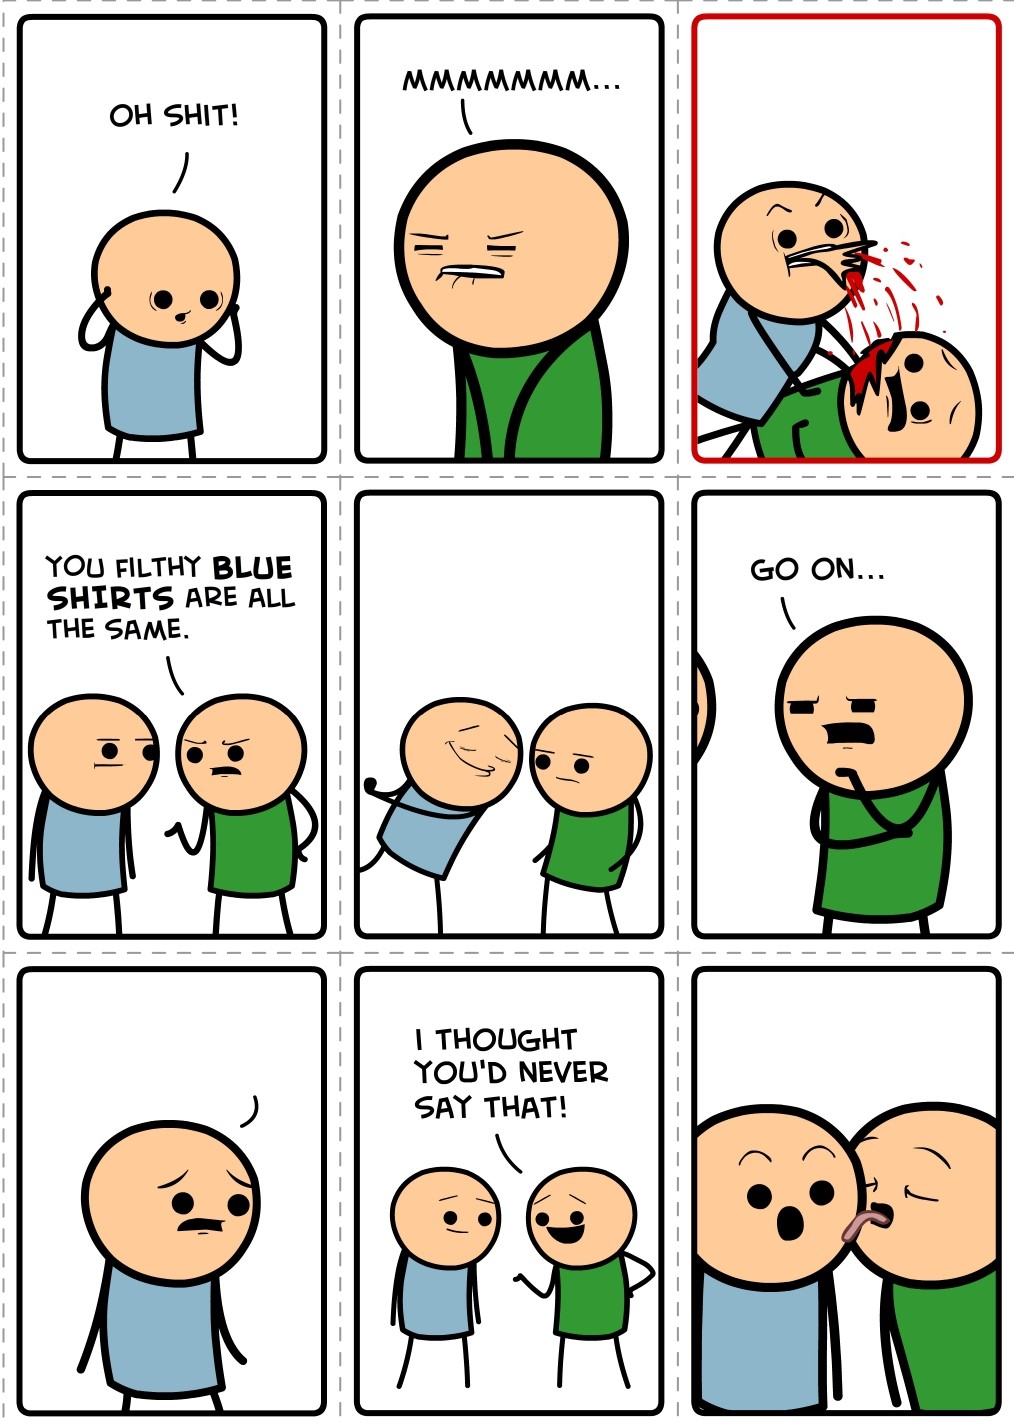 OH SHIT!
MMMMMMM...
YOU FILTHY BLUE
SHIRTS ARE ALL
THE SAME.
GO ON...
I THOUGHT
YOU'D NEVER
SAY THAT!